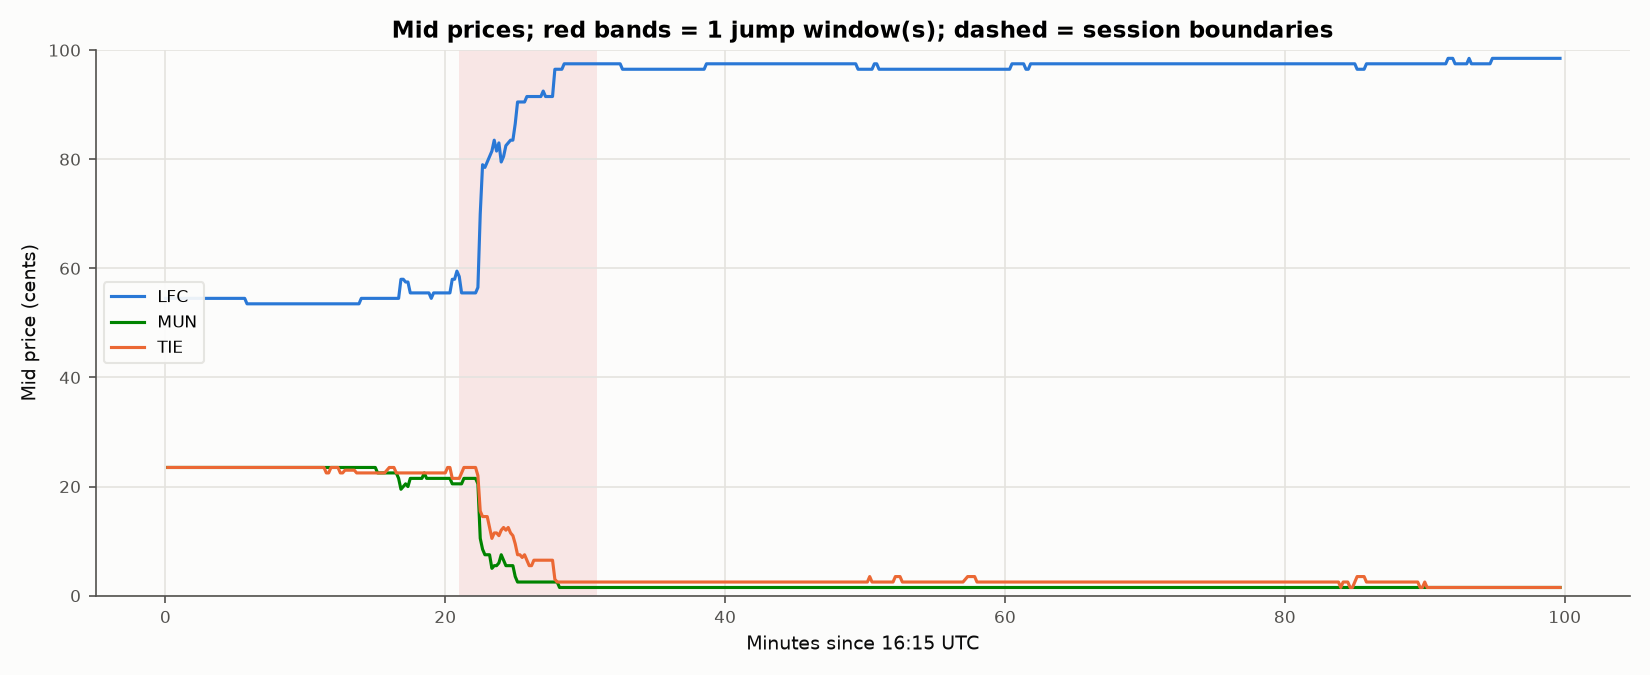 Mid prices; red bands = 1 jump window(s); dashed = session boundaries
Mid price (cents)
100
80
60
40
20
0
LFC
MUN
TIE
0 20 40 60 80 100
Minutes since 16:15 UTC